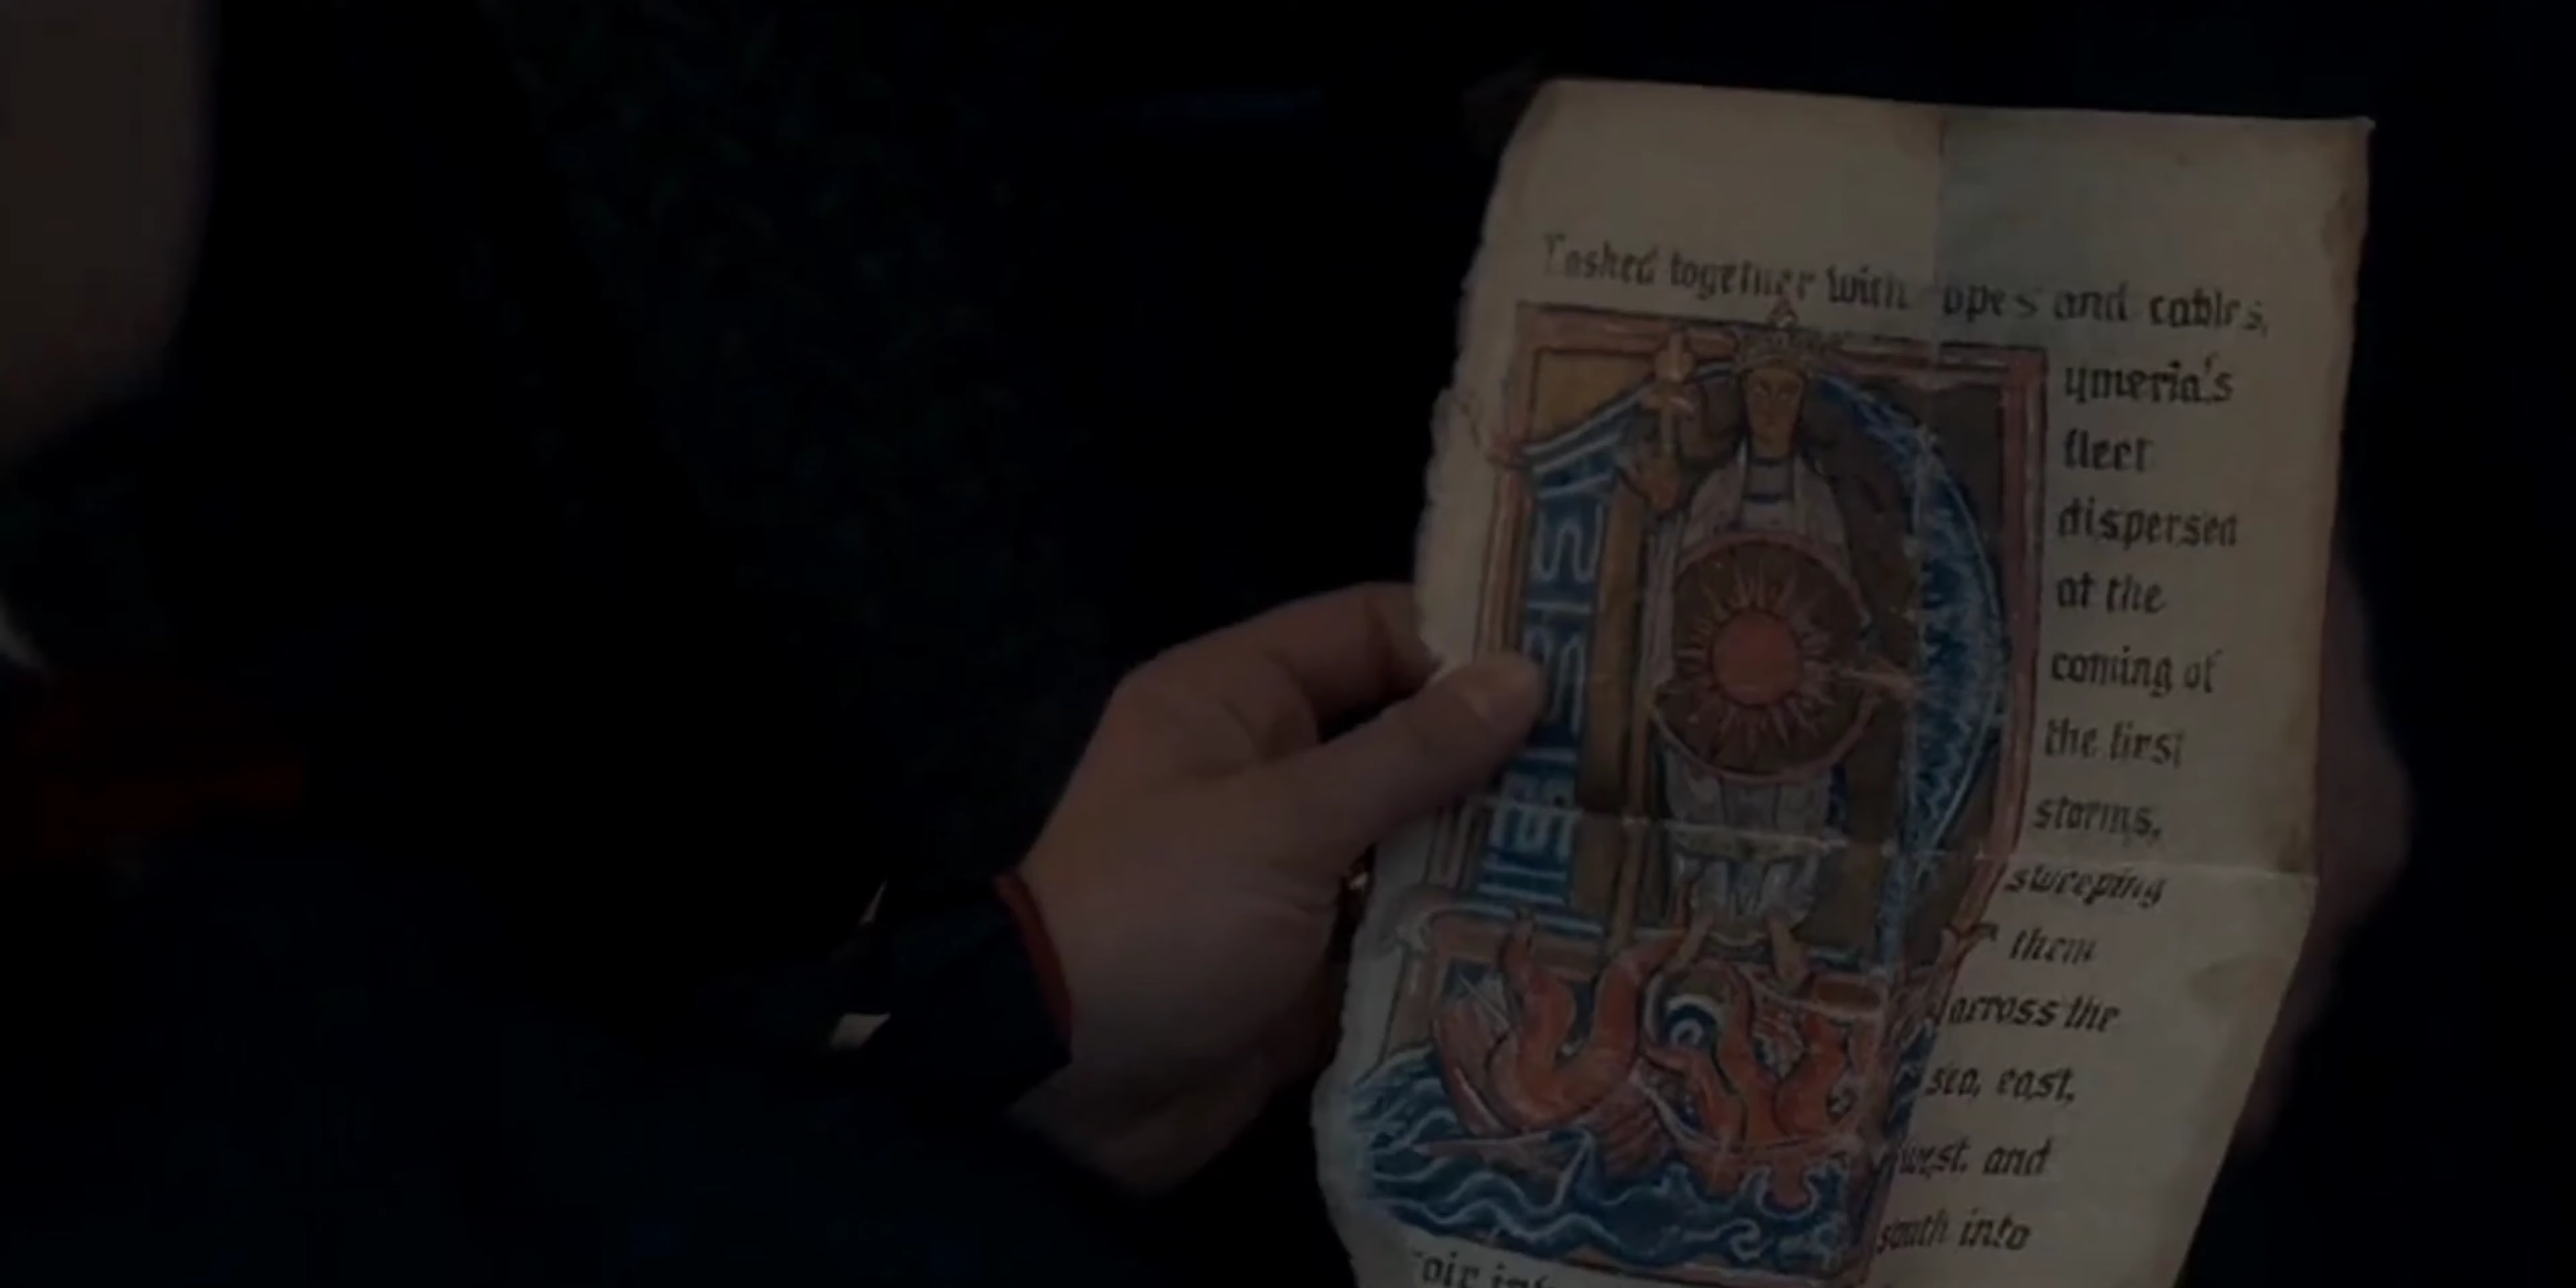 Lashed together with opes and cables,
ymeria's
fleet
dispersed
at the
coming of
the first
storms,
sweeping
them
across the
sea, east,
west, and
south into